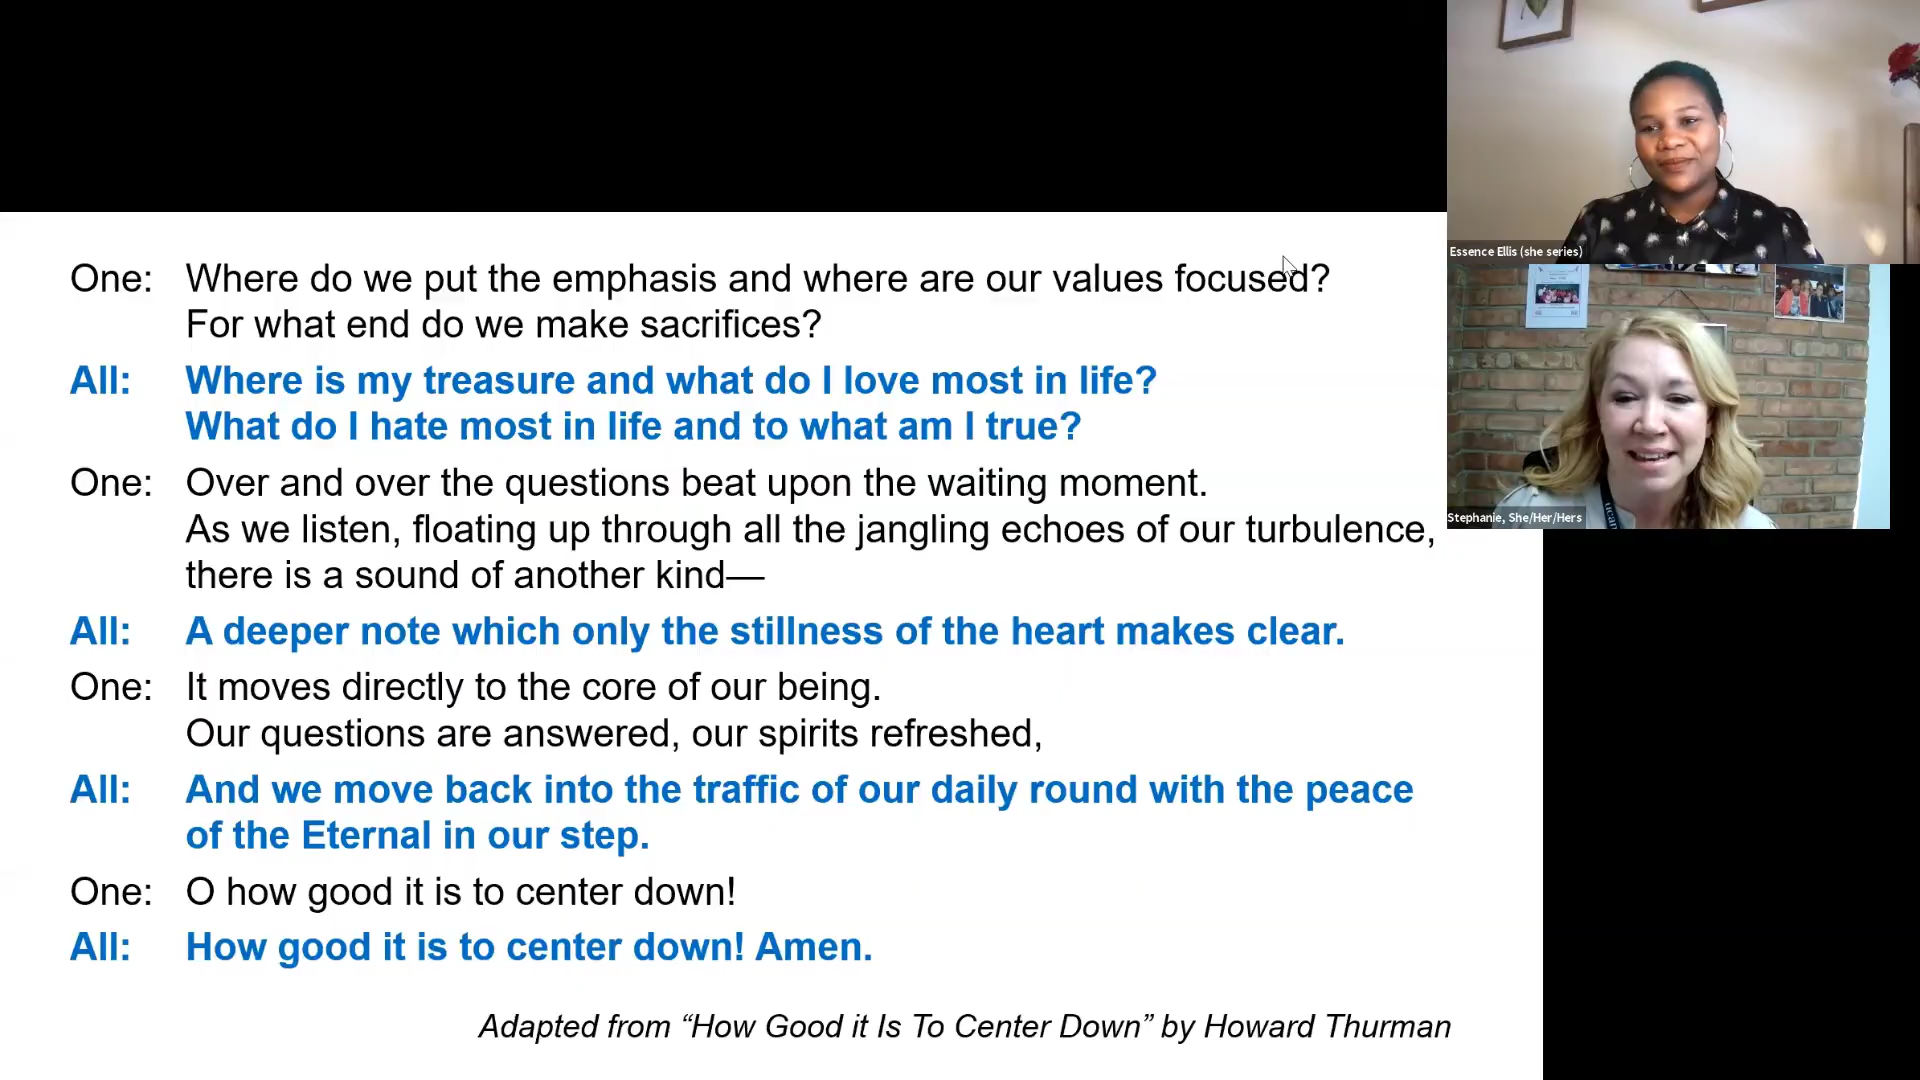 One: Where do we put the emphasis and where are our values focused?
For what end do we make sacrifices?
All: Where is my treasure and what do I love most in life?
What do I hate most in life and to what am I true?
One: Over and over the questions beat upon the waiting moment.
As we listen, floating up through all the jangling echoes of our turbulence,
there is a sound of another kind—
All: A deeper note which only the stillness of the heart makes clear.
One: It moves directly to the core of our being.
Our questions are answered, our spirits refreshed,
All: And we move back into the traffic of our daily round with the peace
of the Eternal in our step.
One: O how good it is to center down!
All: How good it is to center down! Amen.
Adapted from “How Good it Is To Center Down” by Howard Thurman
Essence Ellis (she series)
Stephanie, She/Her/Hers